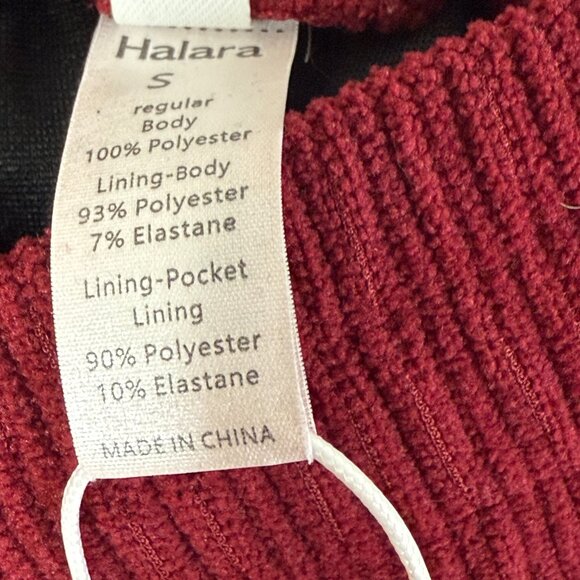 Halara
S
regular
Body
100% Polyester
Lining-Body
93% Polyester
7% Elastane
Lining-Pocket
Lining
90% Polyester
10% Elastane
MADE IN CHINA